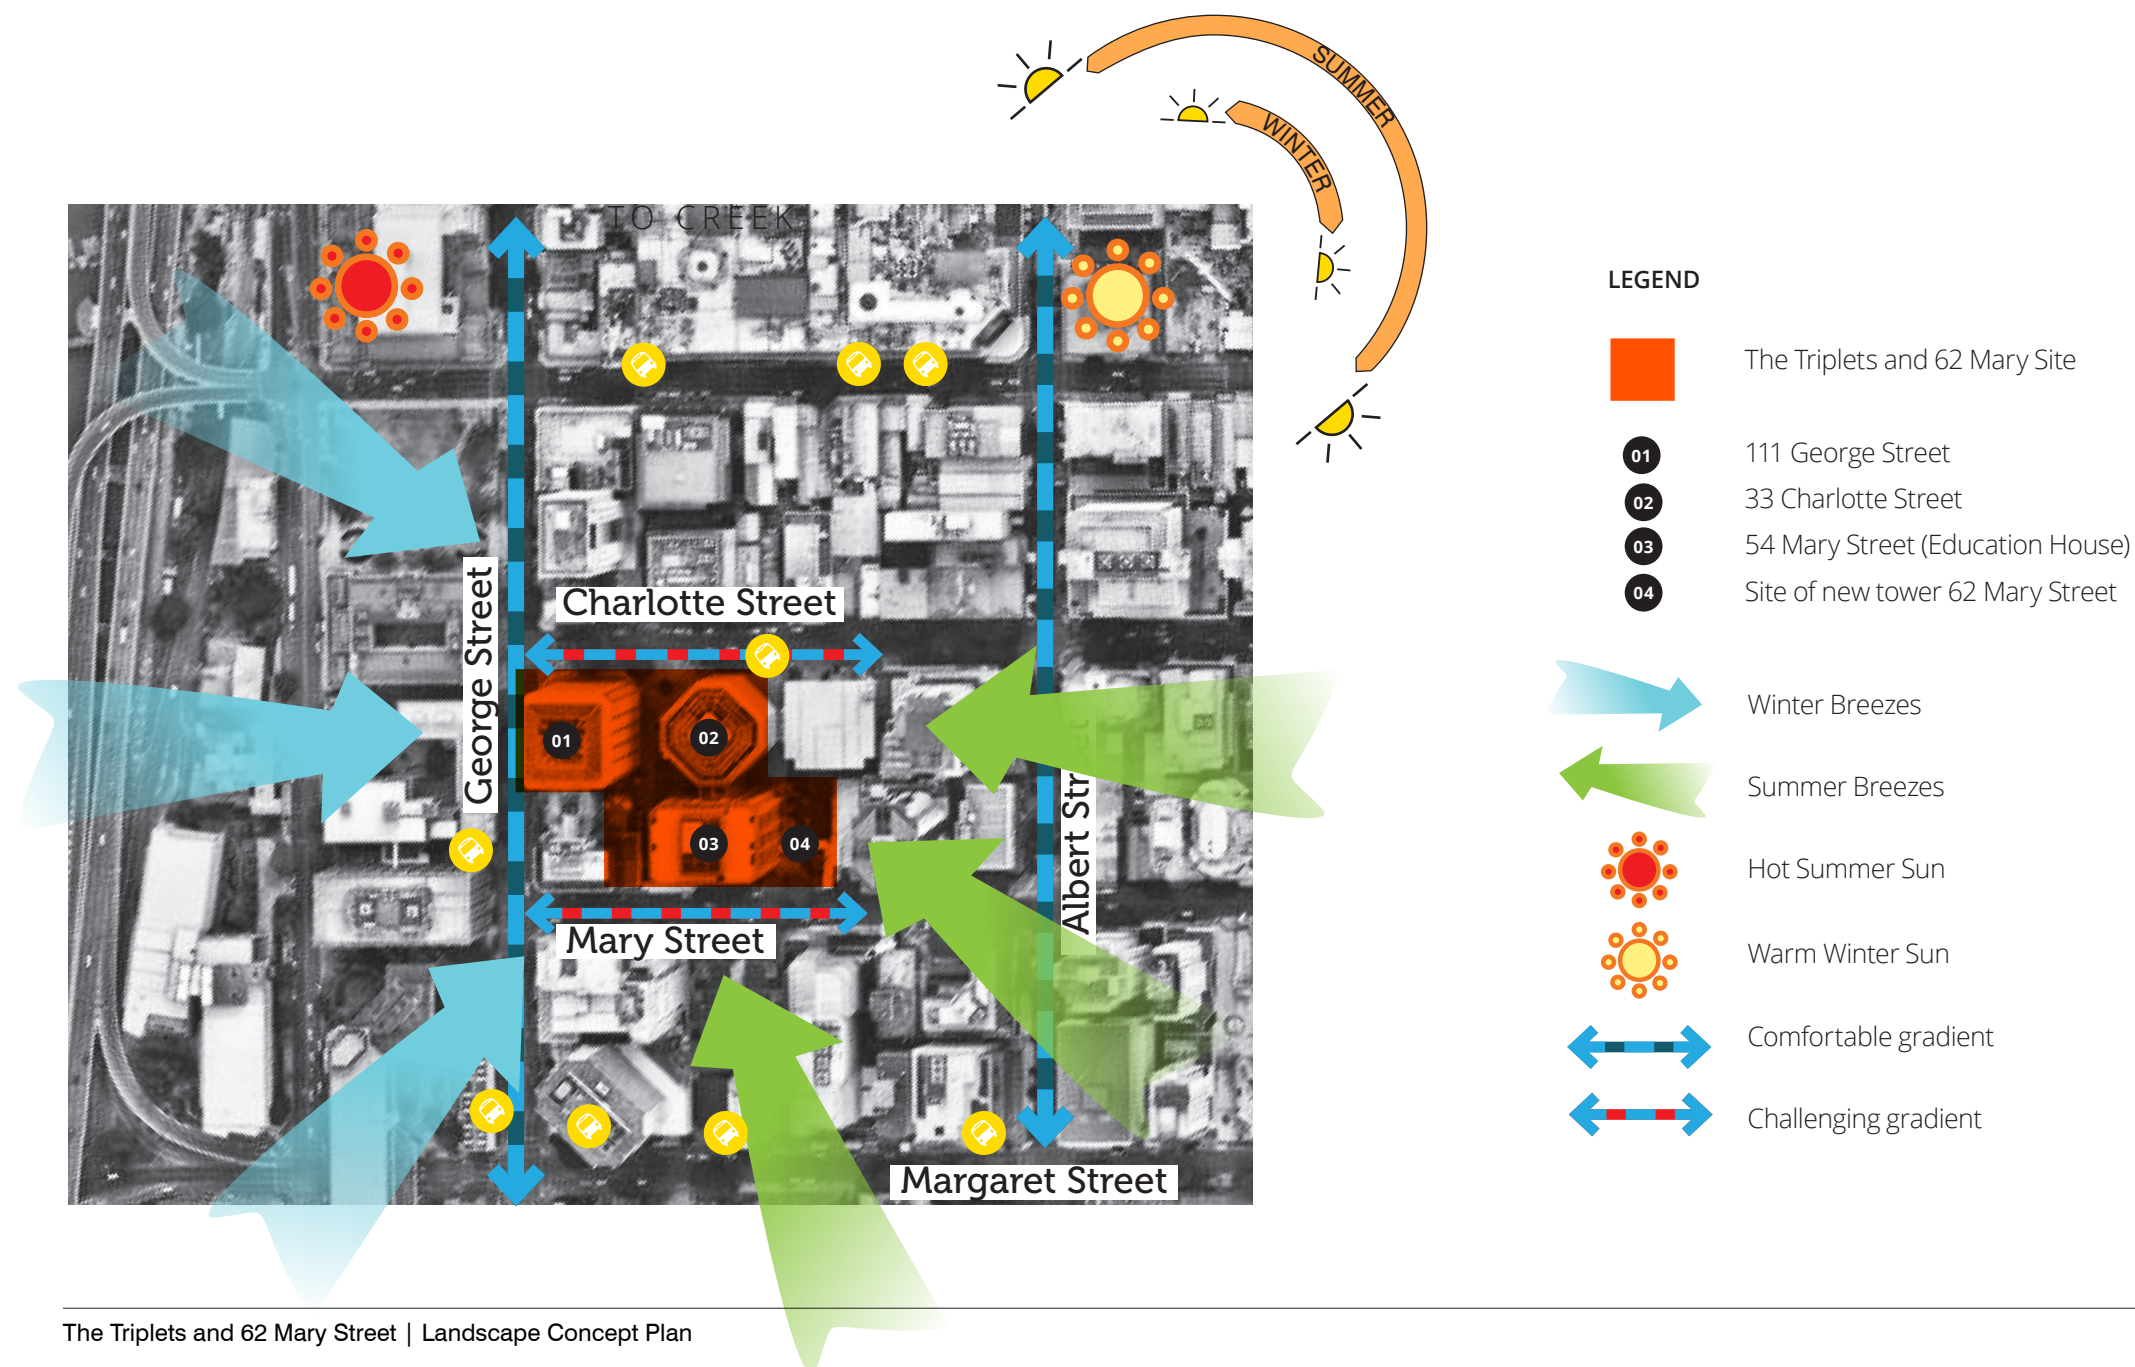 SUMMER
WINTER
TO CREEK
George Street
Charlotte Street
01
02
03
04
Mary Street
Albert Str
Margaret Street
LEGEND
The Triplets and 62 Mary Site
01 111 George Street
02 33 Charlotte Street
03 54 Mary Street (Education House)
04 Site of new tower 62 Mary Street
Winter Breezes
Summer Breezes
Hot Summer Sun
Warm Winter Sun
Comfortable gradient
Challenging gradient
The Triplets and 62 Mary Street | Landscape Concept Plan